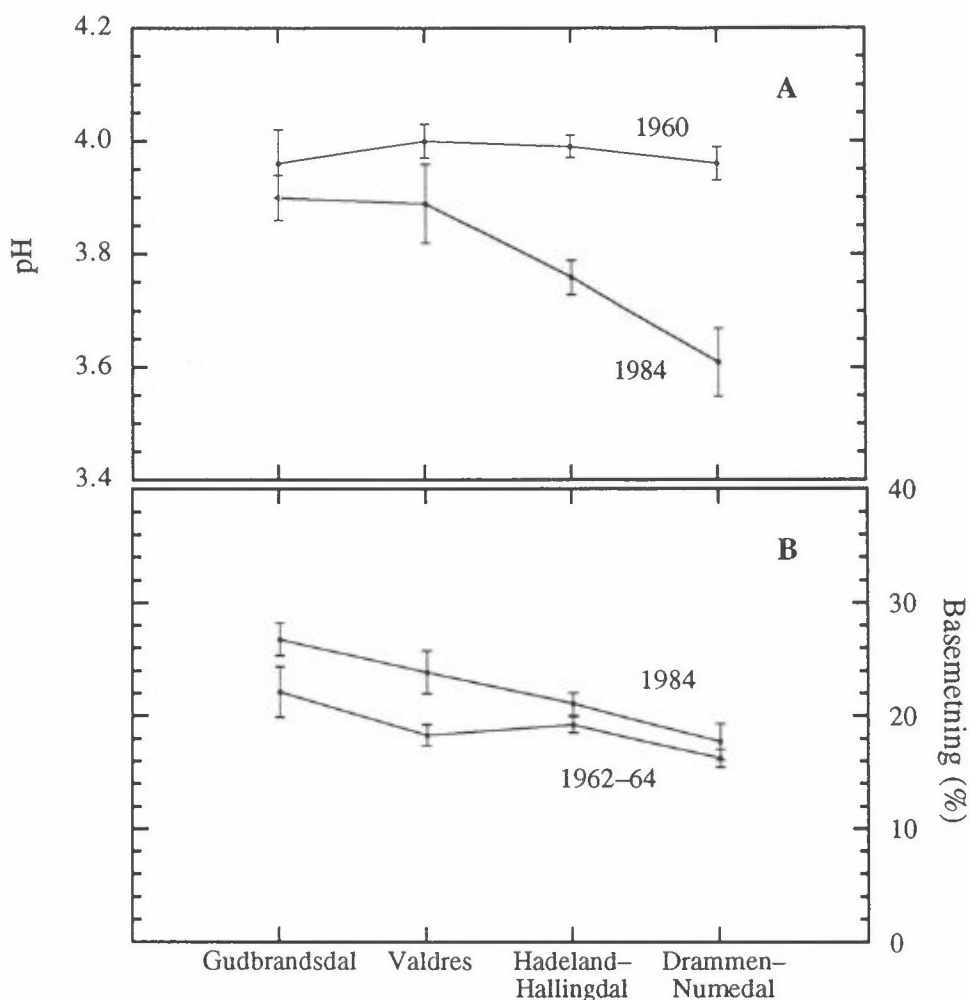 4.2
4.0
3.8
3.6
3.4
pH
A
1960
1984
B
1984
1962–64
40
30
20
10
0
Basemetning (%)
Gudbrandsdal
Valdres
Hadeland–
Hallingdal
Drammen–
Numedal